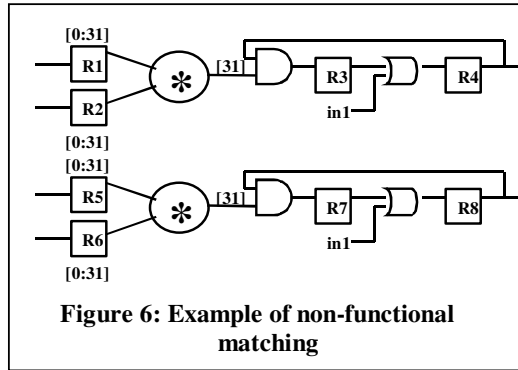 [0:31]
R1
*
[31]
R3
R4
R2
in1
[0:31]
[0:31]
R5
*
[31]
R7
R8
R6
in1
[0:31]
Figure 6: Example of non-functional
matching